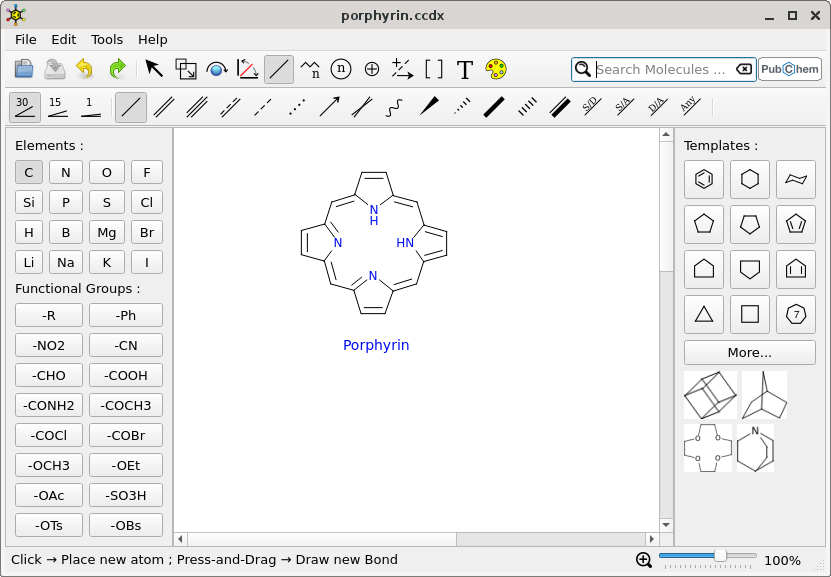 porphyrin.ccdx
File Edit Tools Help
n T Search Molecules ... PubChem
30 15 1 S/D S/A D/A Any
Elements :
C N O F
Si P S Cl
H B Mg Br
Li Na K I
Functional Groups :
-R -Ph
-NO2 -CN
-CHO -COOH
-CONH2 -COCH3
-COCl -COBr
-OCH3 -OEt
-OAc -SO3H
-OTs -OBs
N
H
N HN
N
Porphyrin
Templates :
7
More...
O O
O O
N
Click → Place new atom ; Press-and-Drag → Draw new Bond
100%